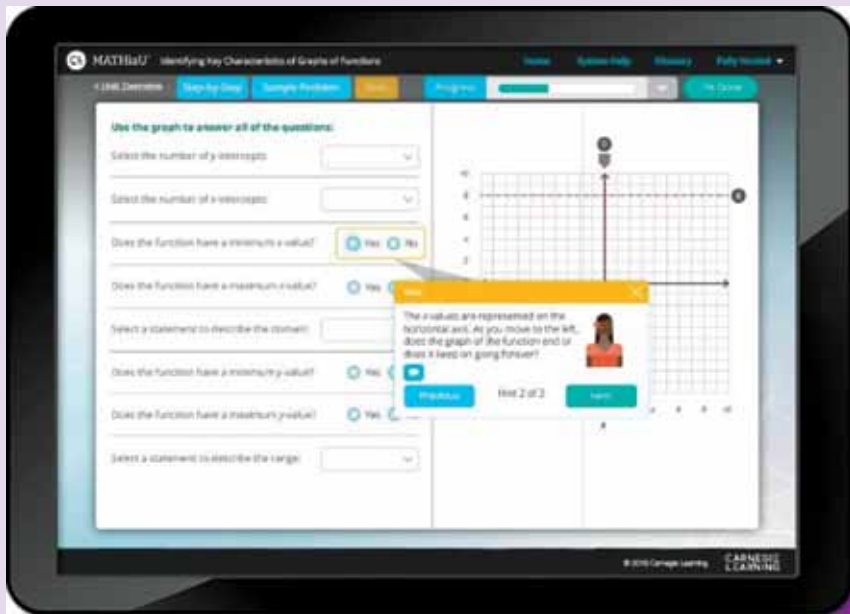 MATHiaU Identifying Key Characteristics of Graphs of Functions
Home
System Help
Glossary
< Unit Overview
Step-by-Step
Sample Problem
Hint
Progress
I'm Done
Use the graph to answer all of the questions:
Select the number of y-intercepts:
Select the number of x-intercepts:
Does the function have a minimum x-value?
Yes
No
Does the function have a maximum x-value?
Yes
Select a statement to describe the domain:
Does the function have a minimum y-value?
Yes
Does the function have a maximum y-value?
Yes
Select a statement to describe the range:
The x-values are represented on the
horizontal axis. As you move to the left,
does the graph of the function end or
does it keep on going forever?
Previous
Hint 2 of 3
Next
Carnegie Learning
CARNEGIE
LEARNING